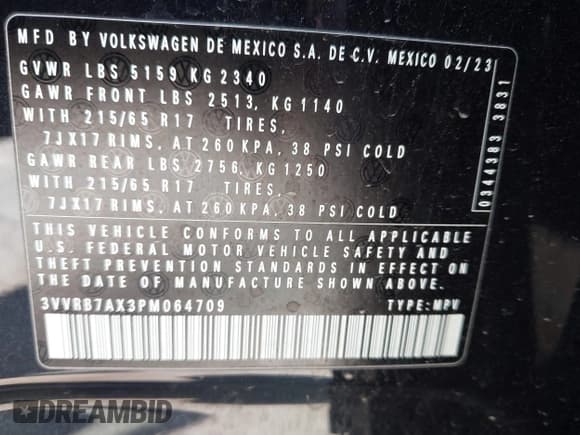 MFD BY VOLKSWAGEN DE MEXICO S.A. DE C.V. MEXICO 02/23
GVWR LBS 5159 KG 2340
GAWR FRONT LBS 2513, KG 1140
WITH 215/65 R17 TIRES,
7JX17 RIMS, AT 260 KPA, 38 PSI COLD
GAWR REAR LBS 2756, KG 1250
WITH 215/65 R17 TIRES,
7JX17 RIMS, AT 260 KPA, 38 PSI COLD
THIS VEHICLE CONFORMS TO ALL APPLICABLE
U.S. FEDERAL MOTOR VEHICLE SAFETY AND
THEFT PREVENTION STANDARDS IN EFFECT ON
THE DATE OF MANUFACTURE SHOWN ABOVE.
3VVRB7AX3PM064709 TYPE:MPV
0344383 3831
DREAMBID